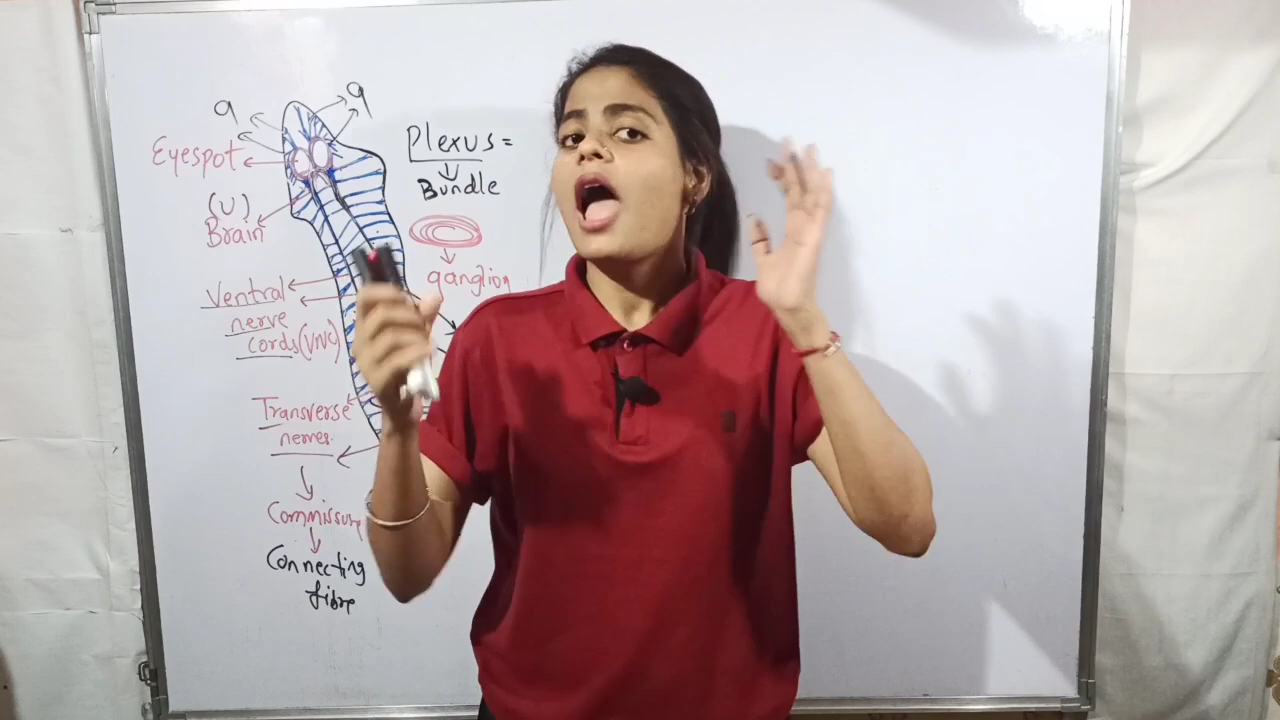 a
a
Eyespot
(U)
Brain
Ventral
nerve
cords (VNC)
Transverse
nerves
Commissure
Connecting
fibre
Plexus =
Bundle
ganglion